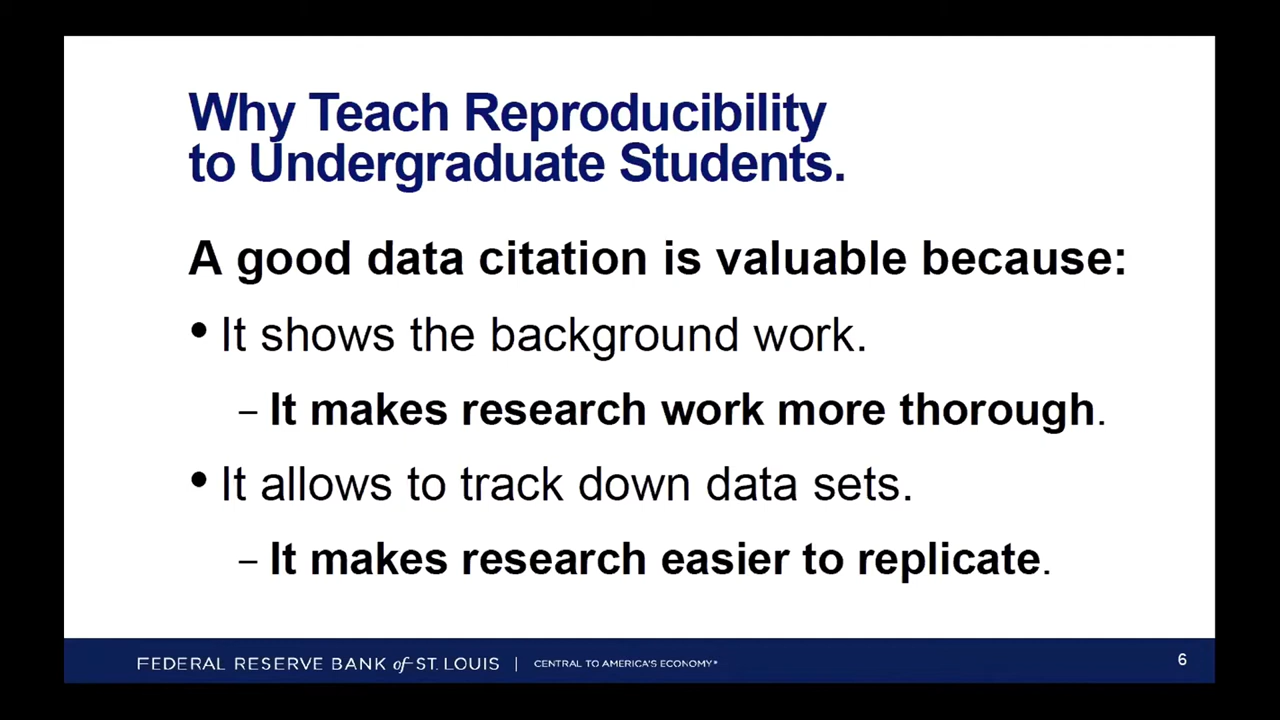 Why Teach Reproducibility
to Undergraduate Students.
A good data citation is valuable because:
• It shows the background work.
– It makes research work more thorough.
• It allows to track down data sets.
– It makes research easier to replicate.
FEDERAL RESERVE BANK of ST. LOUIS | CENTRAL TO AMERICA'S ECONOMY® 6